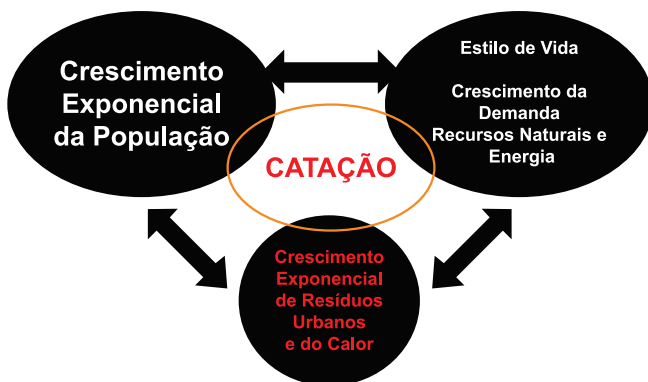 Crescimento
Exponencial
da População
Estilo de Vida
Crescimento da
Demanda
Recursos Naturais e
Energia
CATAÇÃO
Crescimento
Exponencial
de Resíduos
Urbanos
e do Calor